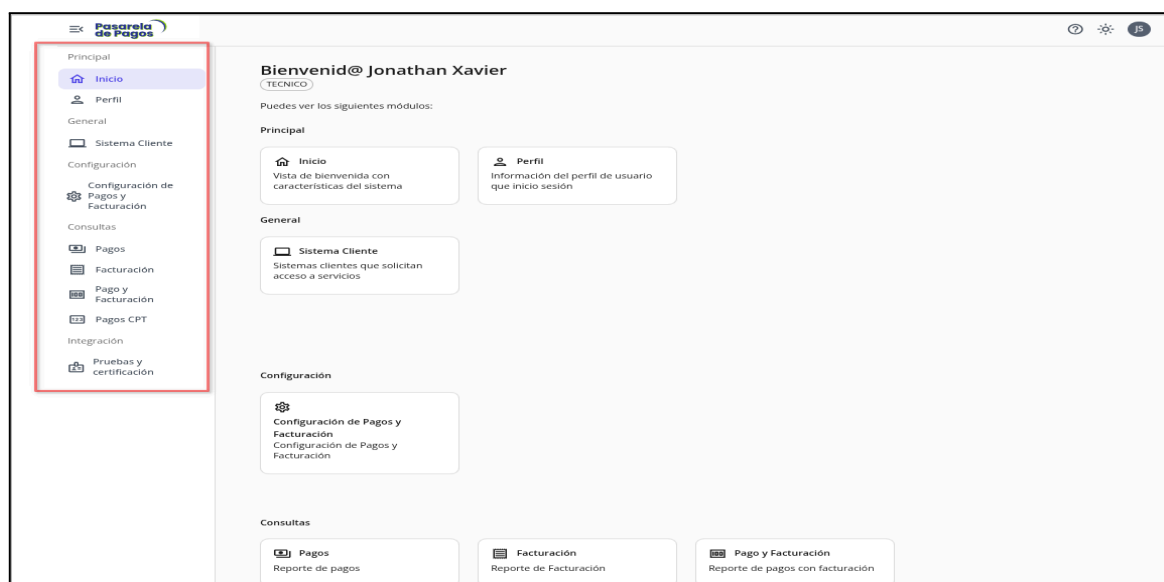 Pasarela
de Pagos
JS
Principal
Inicio
Perfil
General
Sistema Cliente
Configuración
Configuración de
Pagos y
Facturación
Consultas
Pagos
Facturación
Pago y
Facturación
Pagos CPT
Integración
Pruebas y
certificación
Bienvenid@ Jonathan Xavier
TECNICO
Puedes ver los siguientes módulos:
Principal
Inicio
Vista de bienvenida con
características del sistema
Perfil
Información del perfil de usuario
que inicio sesión
General
Sistema Cliente
Sistemas clientes que solicitan
acceso a servicios
Configuración
Configuración de Pagos y
Facturación
Configuración de Pagos y
Facturación
Consultas
Pagos
Reporte de pagos
Facturación
Reporte de Facturación
Pago y Facturación
Reporte de pagos con facturación